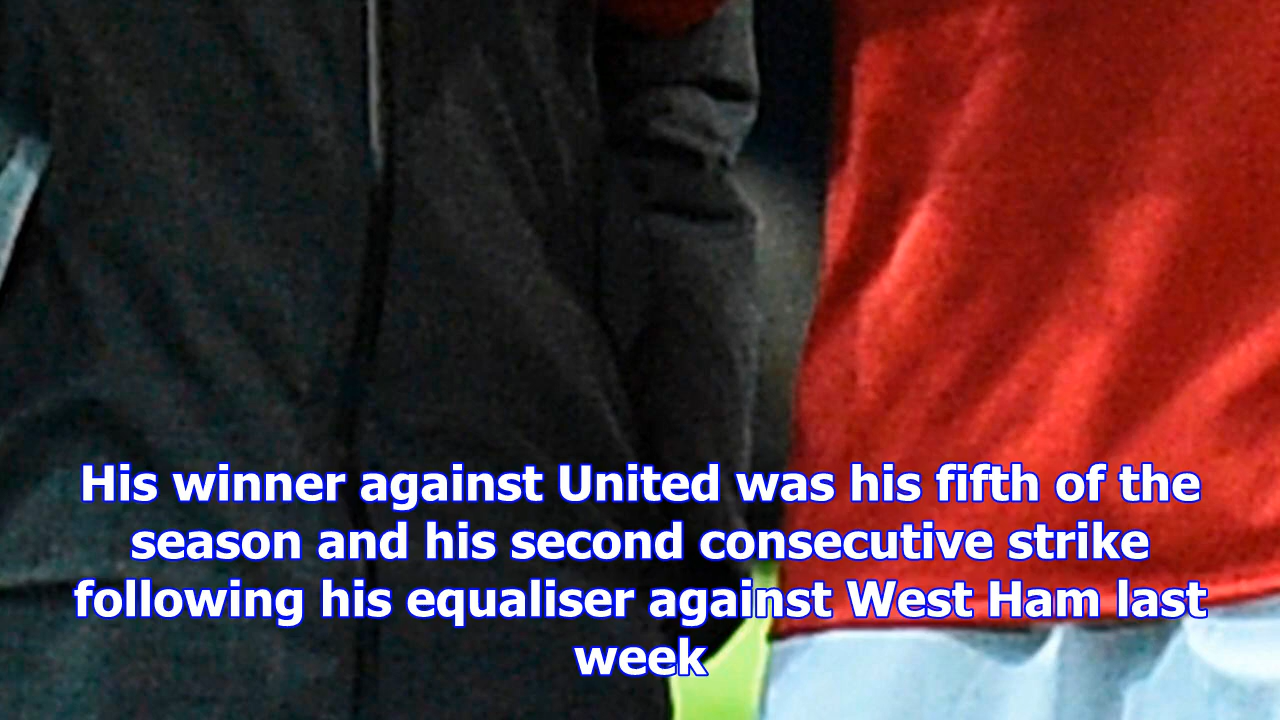 His winner against United was his fifth of the
season and his second consecutive strike
following his equaliser against West Ham last
week